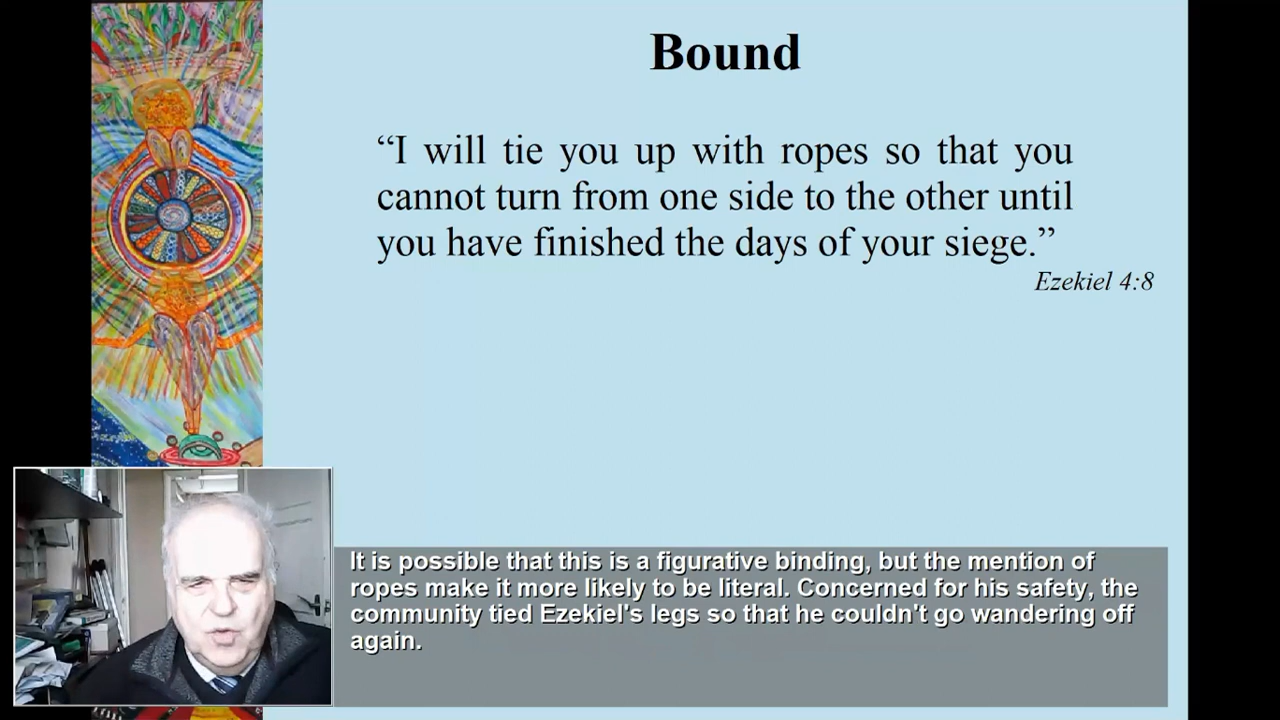 Bound
“I will tie you up with ropes so that you
cannot turn from one side to the other until
you have finished the days of your siege.”
Ezekiel 4:8
It is possible that this is a figurative binding, but the mention of
ropes make it more likely to be literal. Concerned for his safety, the
community tied Ezekiel's legs so that he couldn't go wandering off
again.